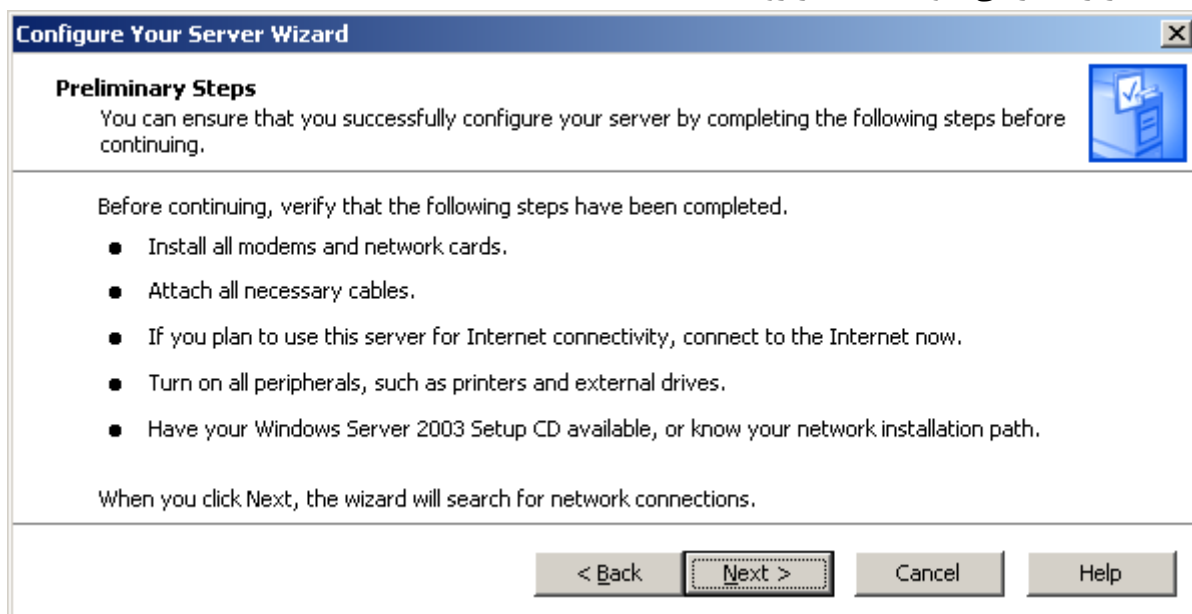 Configure Your Server Wizard
Preliminary Steps
You can ensure that you successfully configure your server by completing the following steps before
continuing.
Before continuing, verify that the following steps have been completed.
● Install all modems and network cards.
● Attach all necessary cables.
● If you plan to use this server for Internet connectivity, connect to the Internet now.
● Turn on all peripherals, such as printers and external drives.
● Have your Windows Server 2003 Setup CD available, or know your network installation path.
When you click Next, the wizard will search for network connections.
< Back Next > Cancel Help